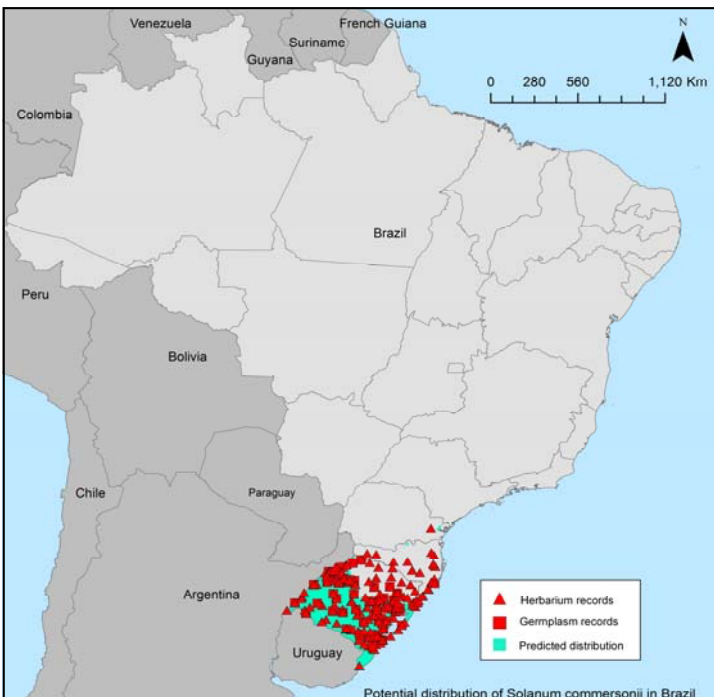 Venezuela
French Guiana
Suriname
Guyana
N
0 280 560 1,120 Km
Colombia
Brazil
Peru
Bolivia
Paraguay
Chile
Argentina
Uruguay
Herbarium records
Germplasm records
Predicted distribution
Potential distribution of Solanum commersonii in Brazil